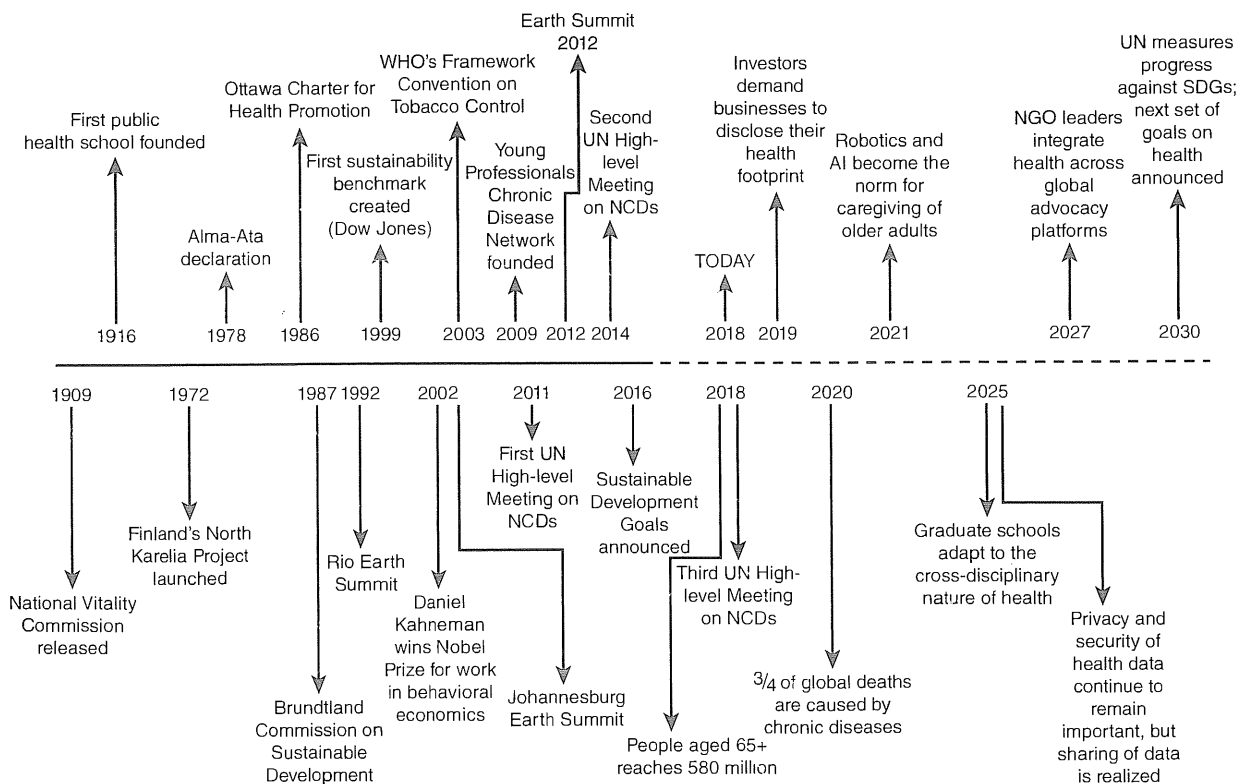 First public
health school founded
1916
Alma-Ata
declaration
1978
Ottawa Charter for
Health Promotion
1986
First sustainability
benchmark
created
(Dow Jones)
1999
WHO's Framework
Convention on
Tobacco Control
2003
Young
Professionals
Chronic
Disease
Network
founded
2009
Earth Summit
2012
2012
Second
UN High-
level
Meeting
on NCDs
2014
TODAY
2018
Investors
demand
businesses to
disclose their
health
footprint
2019
Robotics and
AI become the
norm for
caregiving of
older adults
2021
NGO leaders
integrate
health across
global
advocacy
platforms
2027
UN measures
progress
against SDGs;
next set of
goals on
health
announced
2030
1909
National Vitality
Commission
released
1972
Finland's North
Karelia Project
launched
1987
Brundtland
Commission on
Sustainable
Development
1992
Rio Earth
Summit
2002
Daniel
Kahneman
wins Nobel
Prize for work
in behavioral
economics
Johannesburg
Earth Summit
2011
First UN
High-level
Meeting on
NCDs
2016
Sustainable
Development
Goals
announced
2018
People aged 65+
reaches 580 million
Third UN High-
level Meeting
on NCDs
2020
3/4 of global deaths
are caused by
chronic diseases
2025
Graduate schools
adapt to the
cross-disciplinary
nature of health
Privacy and
security of
health data
continue to
remain
important, but
sharing of data
is realized